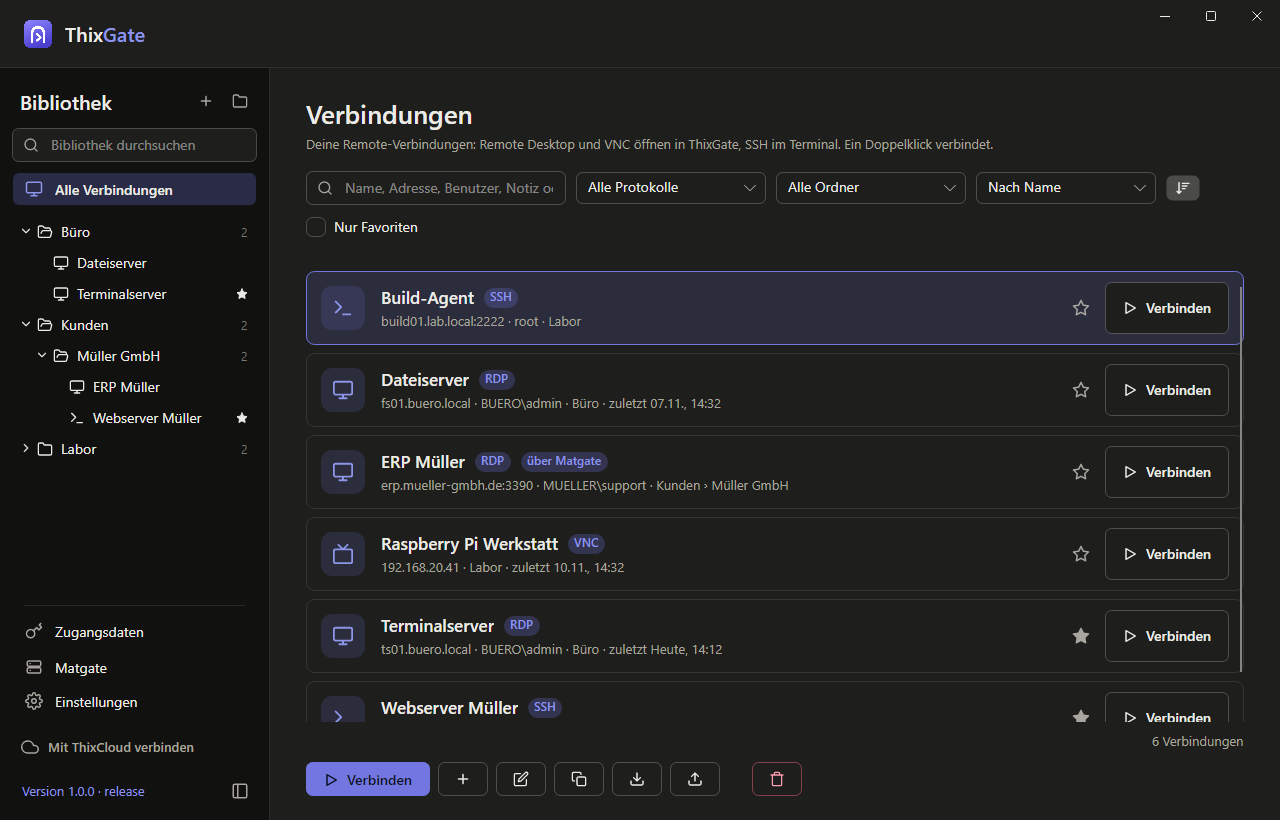 ThixGate
Bibliothek
Bibliothek durchsuchen
Alle Verbindungen
Büro 2
Dateiserver
Terminalserver
Kunden 2
Müller GmbH 2
ERP Müller
Webserver Müller
Labor 2
Zugangsdaten
Matgate
Einstellungen
Mit ThixCloud verbinden
Version 1.0.0 · release
Verbindungen
Deine Remote-Verbindungen: Remote Desktop und VNC öffnen in ThixGate, SSH im Terminal. Ein Doppelklick verbindet.
Name, Adresse, Benutzer, Notiz Alle Protokolle Alle Ordner Nach Name
Nur Favoriten
Build-Agent SSH
build01.lab.local:2222 · root · Labor
Verbinden
Dateiserver RDP
fs01.buero.local · BUERO\admin · Büro · zuletzt 07.11., 14:32
Verbinden
ERP Müller RDP über Matgate
erp.mueller-gmbh.de:3390 · MUELLER\support · Kunden › Müller GmbH
Verbinden
Raspberry Pi Werkstatt VNC
192.168.20.41 · Labor · zuletzt 10.11., 14:32
Verbinden
Terminalserver RDP
ts01.buero.local · BUERO\admin · Büro · zuletzt Heute, 14:12
Verbinden
Webserver Müller SSH
Verbinden
6 Verbindungen
Verbinden